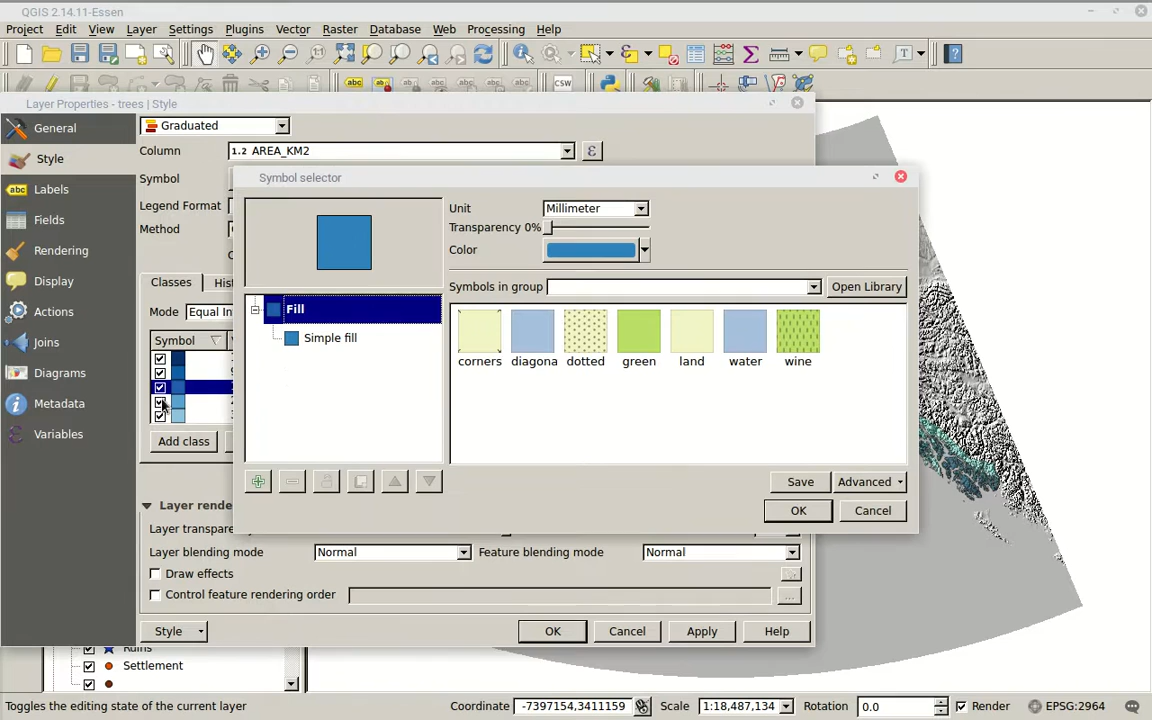 QGIS 2.14.11-Essen
Project Edit View Layer Settings Plugins Vector Raster Database Web Processing Help
abc
CSW
Layer Properties - trees | Style
General
Style
abc Labels
Fields
Rendering
Display
Actions
Joins
Diagrams
Metadata
Variables
Graduated
Column 1.2 AREA_KM2 ε
Symbol
Legend Format
Method
Classes
Mode Equal
Symbol
Add class
Layer transparency
Layer blending mode Normal Feature blending mode Normal
Draw effects
Control feature rendering order ...
Style OK Cancel Apply Help
Symbol selector
Unit Millimeter
Transparency 0%
Color
Symbols in group Open Library
Fill
Simple fill
corners diagona dotted green land water wine
Save Advanced
OK Cancel
Ruins
Settlement
Toggles the editing state of the current layer Coordinate -7397154,3411159 Scale 1:18,487,134 Rotation 0.0 Render EPSG:2964